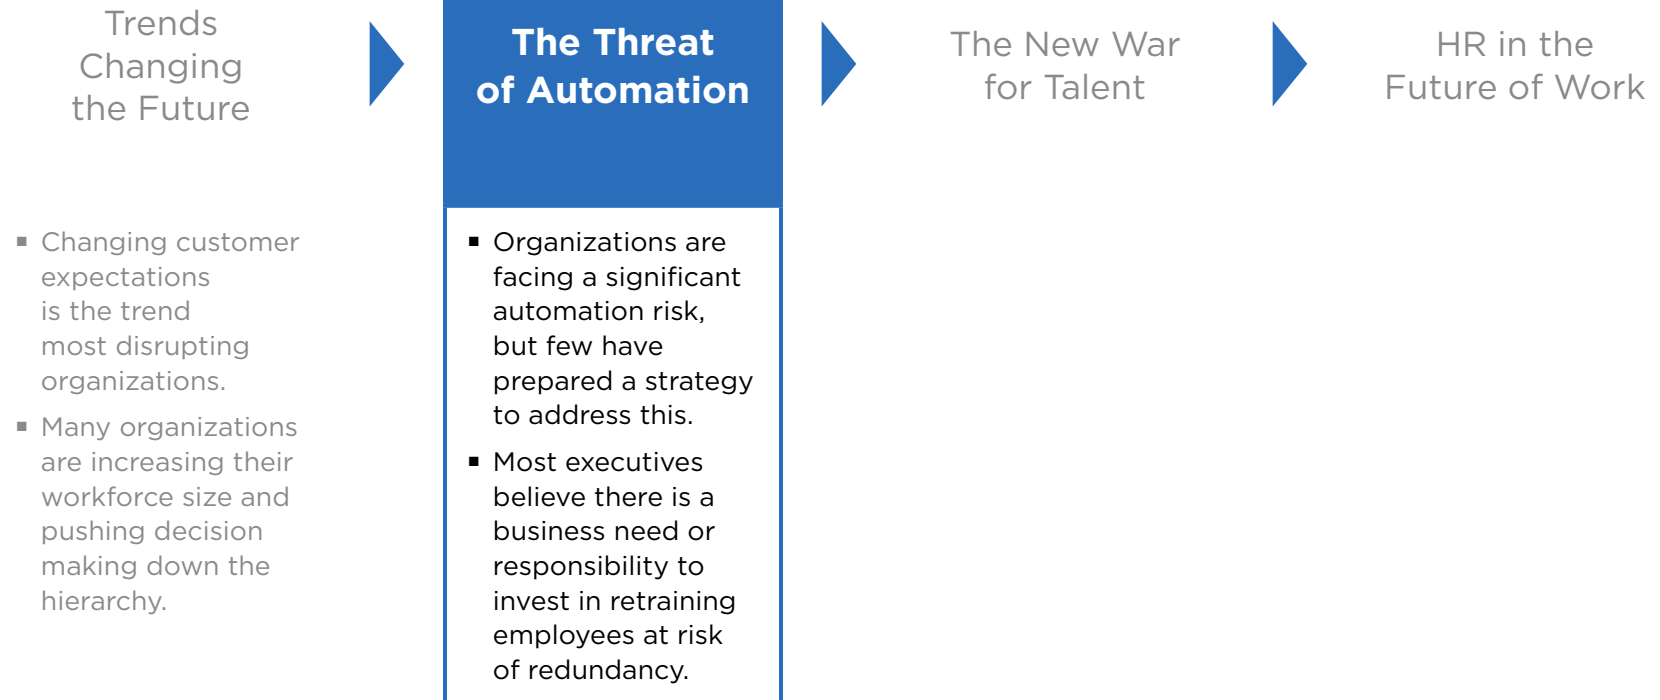 Trends
Changing
the Future
The Threat
of Automation
The New War
for Talent
HR in the
Future of Work
▪ Changing customer
expectations
is the trend
most disrupting
organizations.
▪ Many organizations
are increasing their
workforce size and
pushing decision
making down the
hierarchy.
▪ Organizations are
facing a significant
automation risk,
but few have
prepared a strategy
to address this.
▪ Most executives
believe there is a
business need or
responsibility to
invest in retraining
employees at risk
of redundancy.